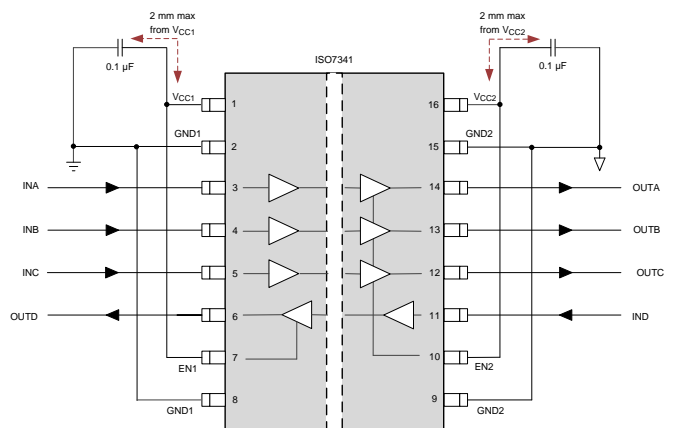 2 mm max
from VCC1
2 mm max
from VCC2
0.1 µF
0.1 µF
ISO7341
VCC1
1
16
VCC2
GND1
2
15
GND2
INA
3
14
OUTA
INB
4
13
OUTB
INC
5
12
OUTC
OUTD
6
11
IND
7
10
EN1
EN2
8
9
GND1
GND2